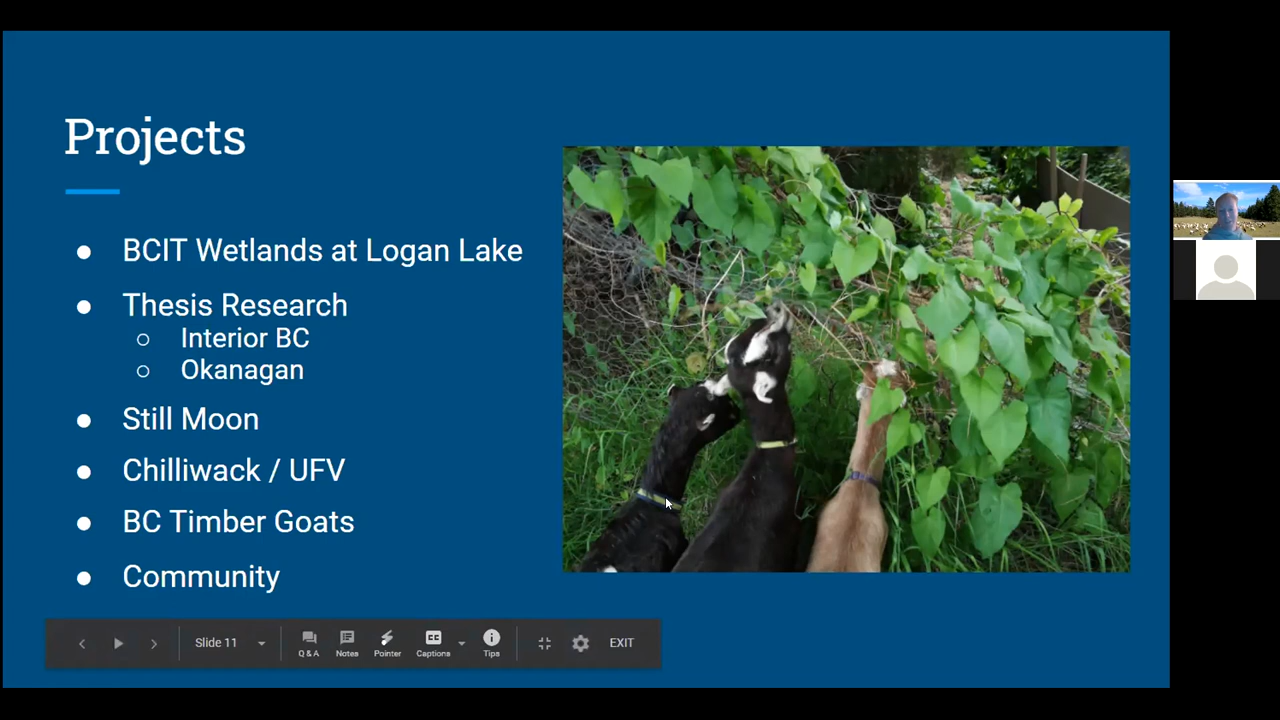 Projects
BCIT Wetlands at Logan Lake
Thesis Research
Interior BC
Okanagan
Still Moon
Chilliwack / UFV
BC Timber Goats
Community
Slide 11
Q & A
Notes
Pointer
Captions
Tips
EXIT